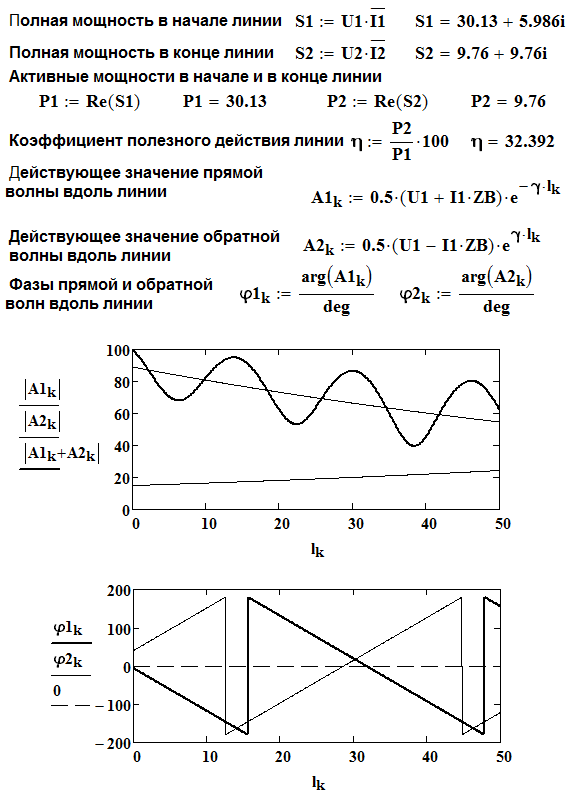 Полная мощность в начале линии S1 := U1·I̅1̅ S1 = 30.13 + 5.986i
Полная мощность в конце линии S2 := U2·I̅2̅ S2 = 9.76 + 9.76i
Активные мощности в начале и в конце линии
P1 := Re(S1) P1 = 30.13 P2 := Re(S2) P2 = 9.76
Коэффициент полезного действия линии η := P2/P1·100 η = 32.392
Действующее значение прямой
волны вдоль линии A1k := 0.5·(U1 + I1·ZB)·e^−γ·lk
Действующее значение обратной
волны вдоль линии A2k := 0.5·(U1 − I1·ZB)·e^γ·lk
Фазы прямой и обратной
волн вдоль линии φ1k := arg(A1k)/deg φ2k := arg(A2k)/deg
100
80
60
40
20
0
|A1k|
|A2k|
|A1k+A2k|
0 10 20 30 40 50
lk
200
100
0
−100
−200
φ1k
φ2k
0
0 10 20 30 40 50
lk